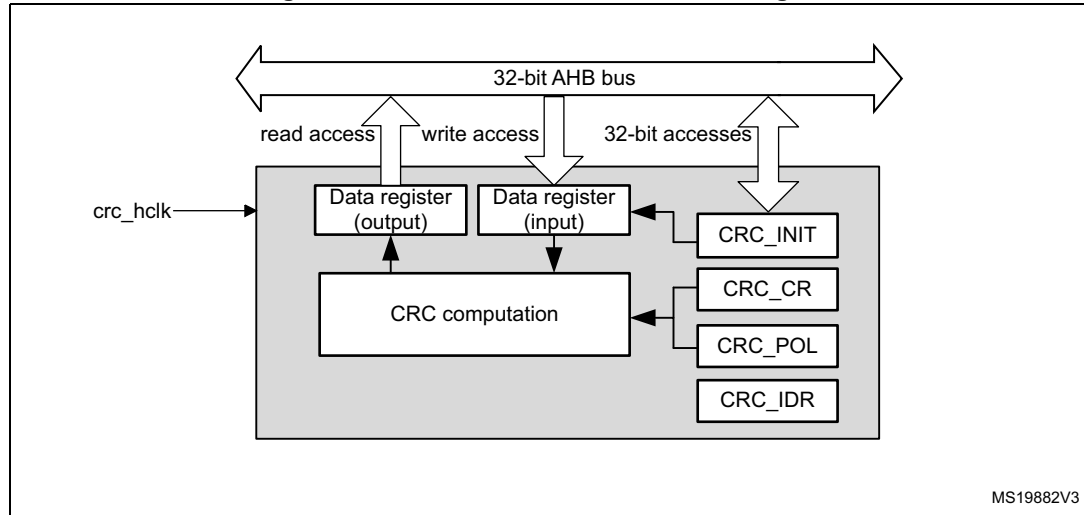 32-bit AHB bus
read access
write access
32-bit accesses
crc_hclk
Data register
(output)
Data register
(input)
CRC_INIT
CRC computation
CRC_CR
CRC_POL
CRC_IDR
MS19882V3